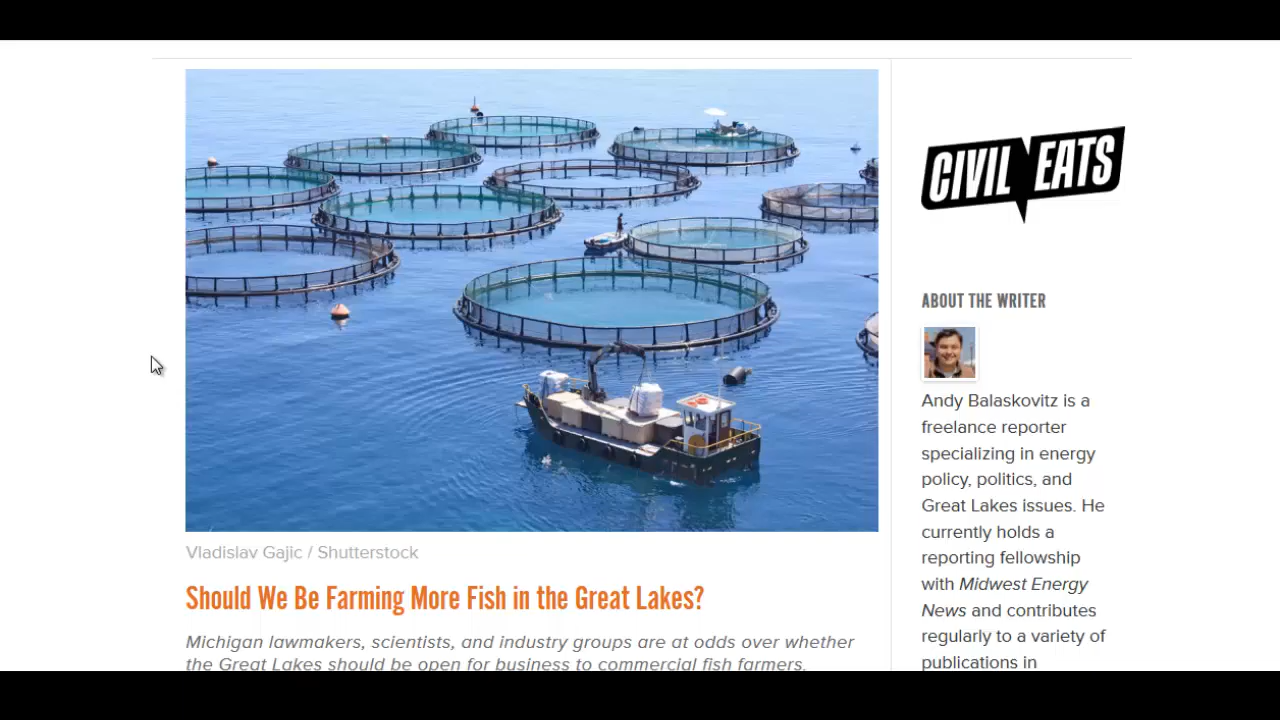 CIVIL EATS
Vladislav Gajic / Shutterstock
Should We Be Farming More Fish in the Great Lakes?
Michigan lawmakers, scientists, and industry groups are at odds over whether
the Great Lakes should be open for business to commercial fish farmers.
ABOUT THE WRITER
Andy Balaskovitz is a
freelance reporter
specializing in energy
policy, politics, and
Great Lakes issues. He
currently holds a
reporting fellowship
with Midwest Energy
News and contributes
regularly to a variety of
publications in